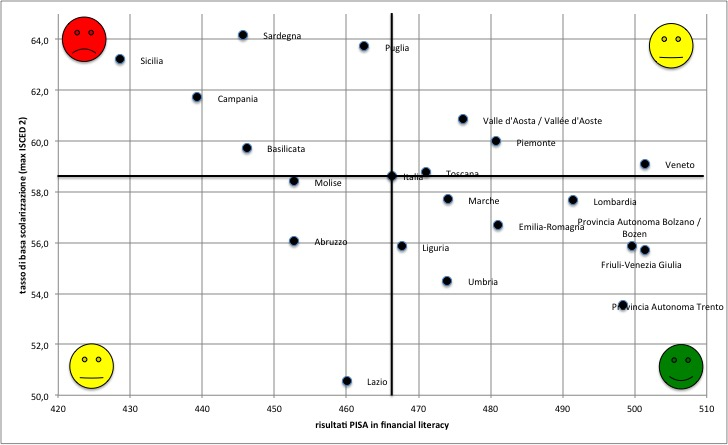 64,0
62,0
60,0
58,0
56,0
54,0
52,0
50,0
tasso di basa scolarizzazione (max ISCED 2)
Sardegna
Puglia
Sicilia
Campania
Valle d'Aosta / Vallée d'Aoste
Piemonte
Basilicata
Veneto
Toscana
Italia
Molise
Marche
Lombardia
Emilia-Romagna
Provincia Autonoma Bolzano /
Bozen
Abruzzo
Liguria
Friuli-Venezia Giulia
Umbria
Provincia Autonoma Trento
Lazio
420 430 440 450 460 470 480 490 500 510
risultati PISA in financial literacy